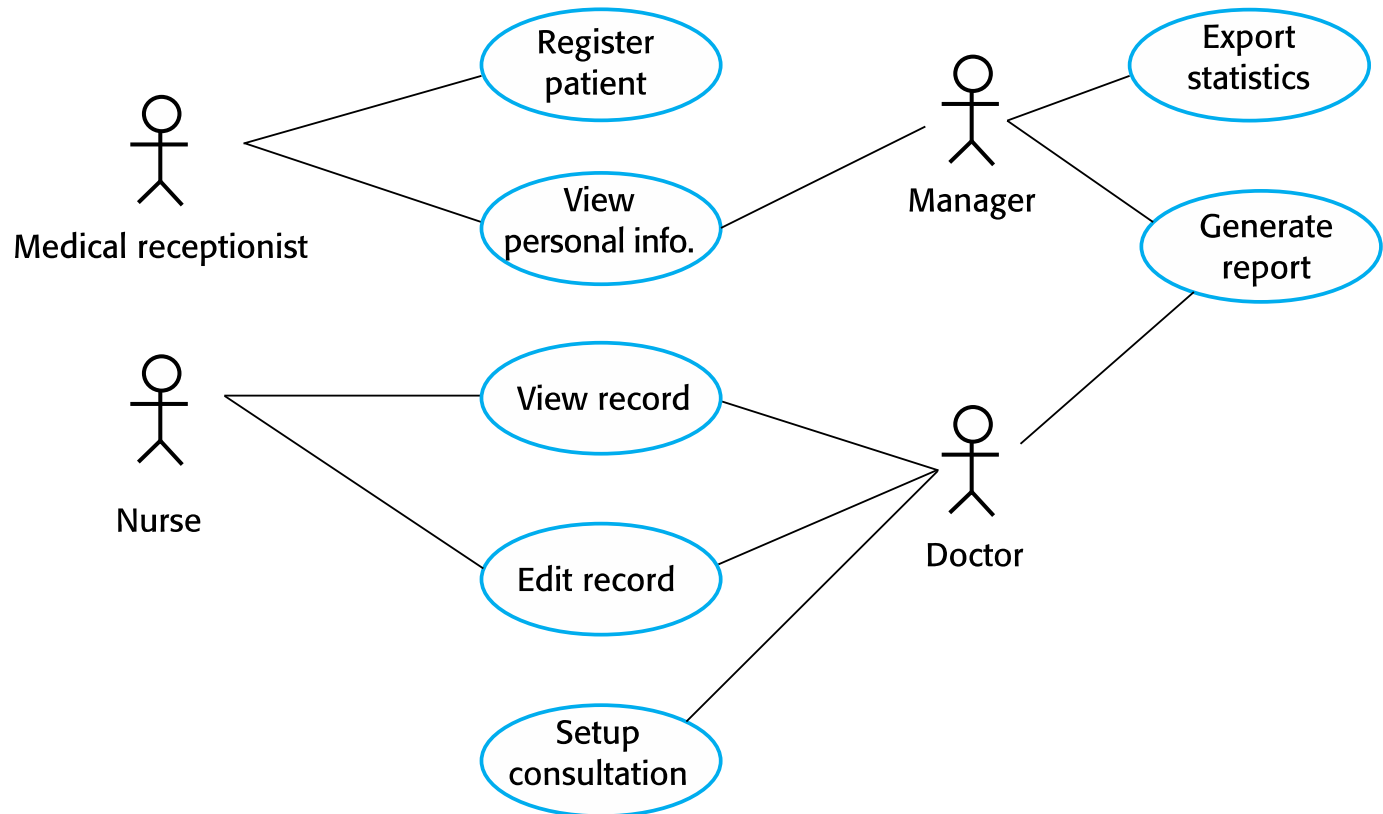 Register
patient
Export
statistics
Medical receptionist
View
personal info.
Manager
Generate
report
Nurse
View record
Edit record
Doctor
Setup
consultation